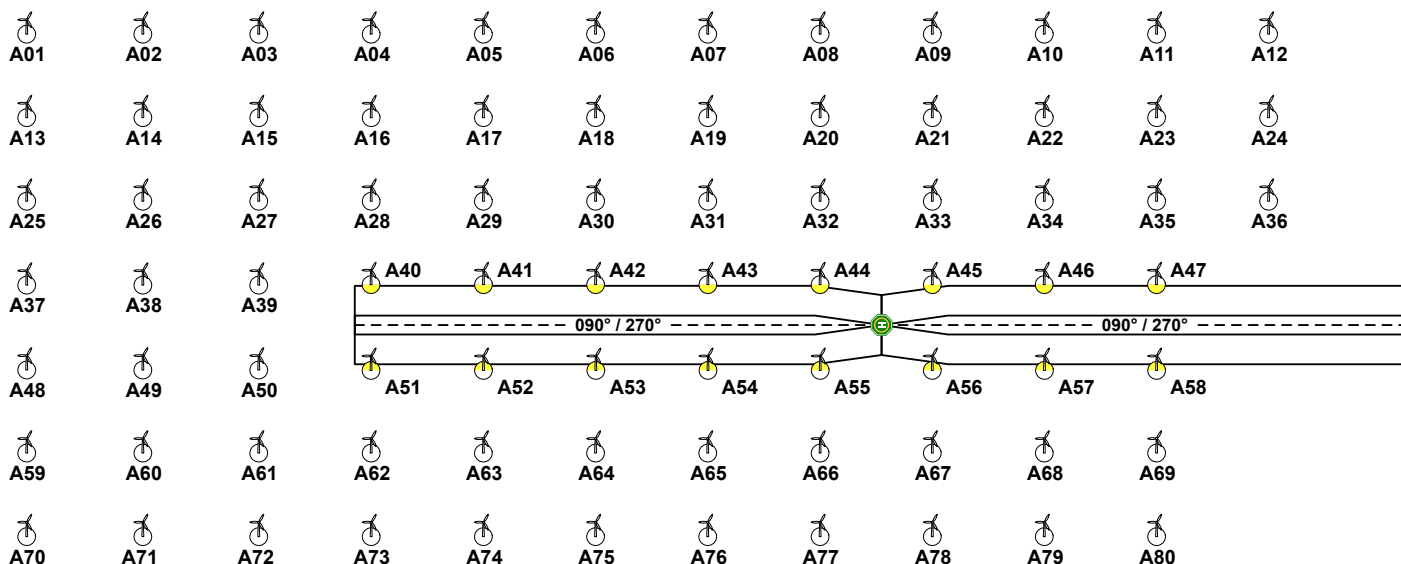 A01 A02 A03 A04 A05 A06 A07 A08 A09 A10 A11 A12
A13 A14 A15 A16 A17 A18 A19 A20 A21 A22 A23 A24
A25 A26 A27 A28 A29 A30 A31 A32 A33 A34 A35 A36
A37 A38 A39 A40 A41 A42 A43 A44 A45 A46 A47
090° / 270° 090° / 270°
A48 A49 A50 A51 A52 A53 A54 A55 A56 A57 A58
A59 A60 A61 A62 A63 A64 A65 A66 A67 A68 A69
A70 A71 A72 A73 A74 A75 A76 A77 A78 A79 A80